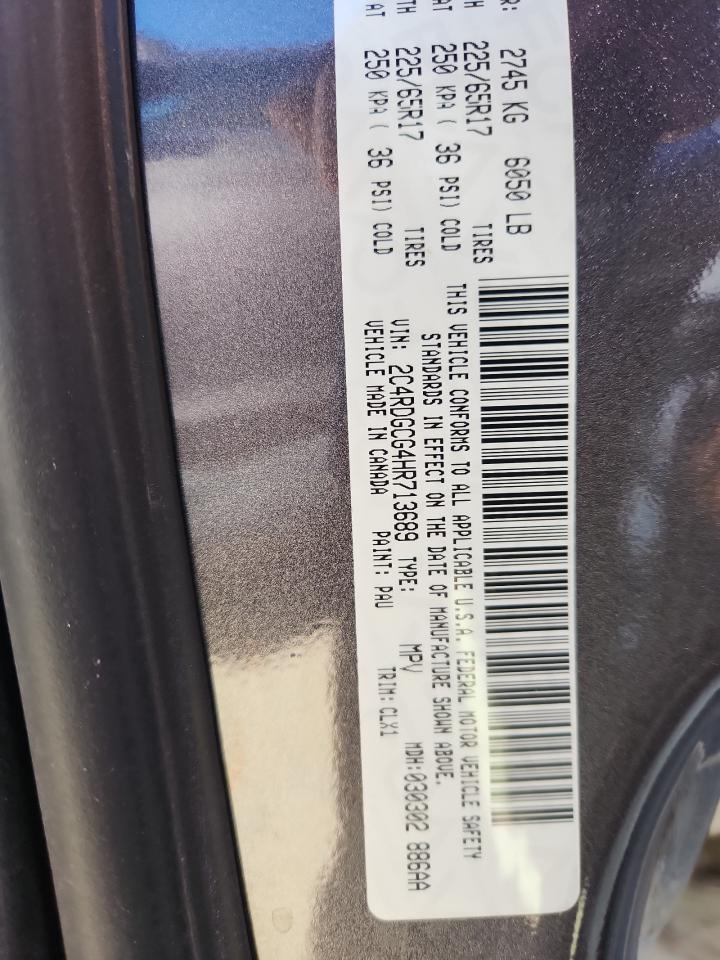 R: 2745 KG 6050 LB
TH 225/65R17 TIRES
AT 250 KPA ( 36 PSI) COLD
TH 225/65R17 TIRES
AT 250 KPA ( 36 PSI) COLD
THIS VEHICLE CONFORMS TO ALL APPLICABLE U.S.A. FEDERAL MOTOR VEHICLE SAFETY
STANDARDS IN EFFECT ON THE DATE OF MANUFACTURE SHOWN ABOVE.
VIN: 2C4RDGCG4HR713689 TYPE: MPV MDH:030302 886AA
VEHICLE MADE IN CANADA PAINT: PAU TRIM:CLX1